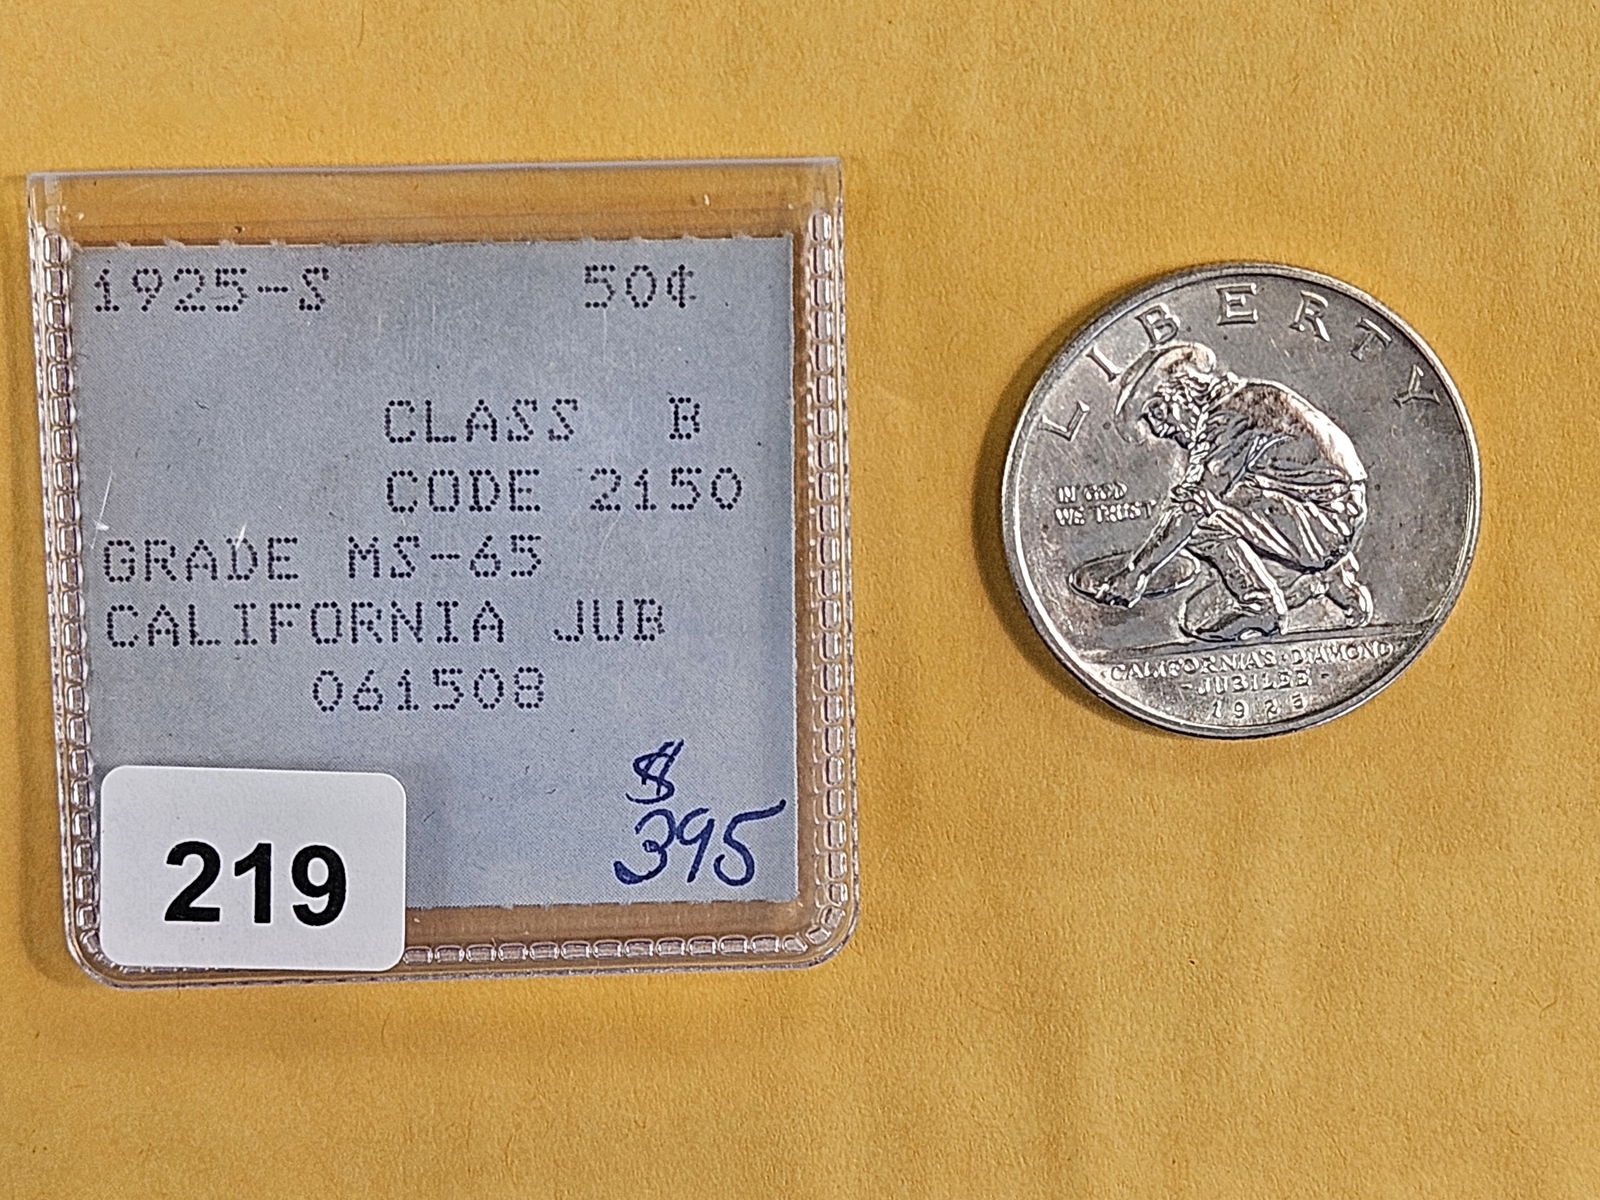 1925-S 50¢
CLASS B
CODE 2150
GRADE MS-65
CALIFORNIA JUB
061508
$
395
219
LIBERTY
IN GOD
WE TRUST
·CALIFORNIAS·DIAMOND
-JUBILEE-
1925